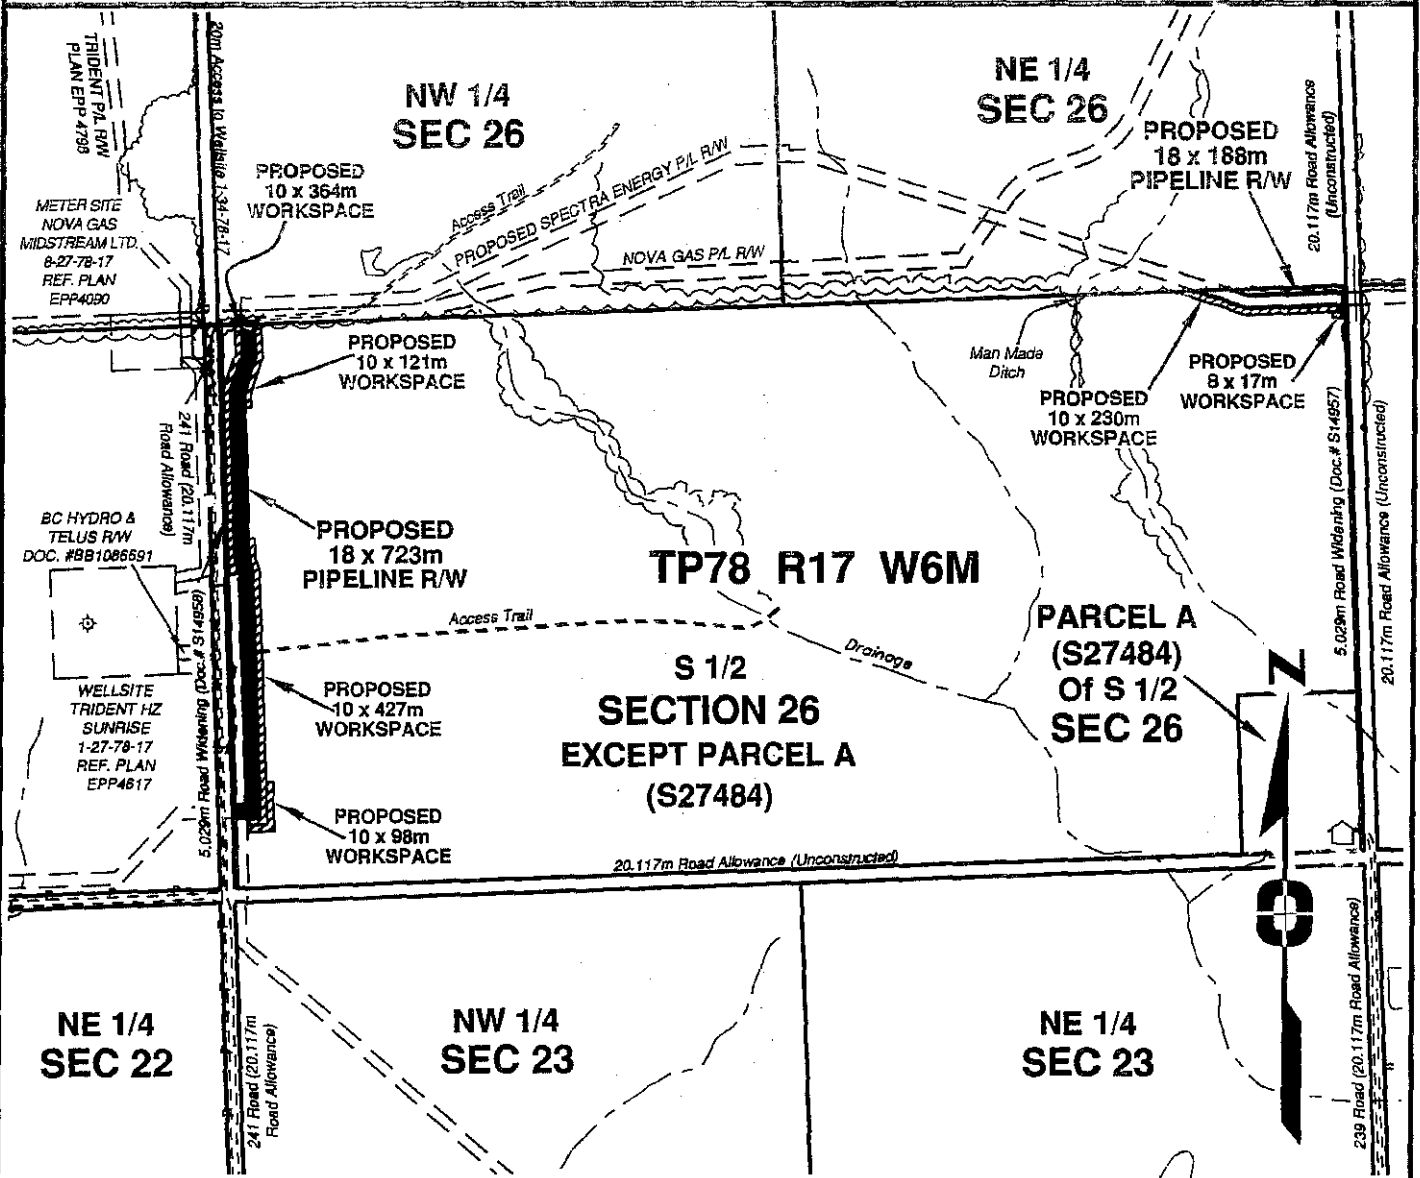 TRIDENT P/L R/W
PLAN EPP 4798
20m Access to Wellsite 1-34-78-17
NW 1/4
SEC 26
NE 1/4
SEC 26
PROPOSED
18 x 188m
PIPELINE R/W
20.117m Road Allowance
(Unconstructed)
PROPOSED
10 x 364m
WORKSPACE
METER SITE
NOVA GAS
MIDSTREAM LTD.
8-27-78-17
REF. PLAN
EPP4090
Access Trail
PROPOSED SPECTRA ENERGY P/L R/W
NOVA GAS P/L R/W
PROPOSED
10 x 121m
WORKSPACE
Man Made
Ditch
PROPOSED
10 x 230m
WORKSPACE
PROPOSED
8 x 17m
WORKSPACE
241 Road (20.117m
Road Allowance)
5.029m Road Widening (Doc.# S14957)
20.117m Road Allowance (Unconstructed)
BC HYDRO &
TELUS R/W
DOC. #BB1086591
PROPOSED
18 x 723m
PIPELINE R/W
TP78 R17 W6M
Access Trail
Drainage
PARCEL A
(S27484)
Of S 1/2
SEC 26
S 1/2
SECTION 26
EXCEPT PARCEL A
(S27484)
PROPOSED
10 x 427m
WORKSPACE
WELLSITE
TRIDENT HZ
SUNRISE
1-27-78-17
REF. PLAN
EPP4617
5.029m Road Widening (Doc.# S14958)
N
PROPOSED
10 x 98m
WORKSPACE
20.117m Road Allowance (Unconstructed)
NE 1/4
SEC 22
241 Road (20.117m
Road Allowance)
NW 1/4
SEC 23
NE 1/4
SEC 23
239 Road (20.117m Road Allowance)